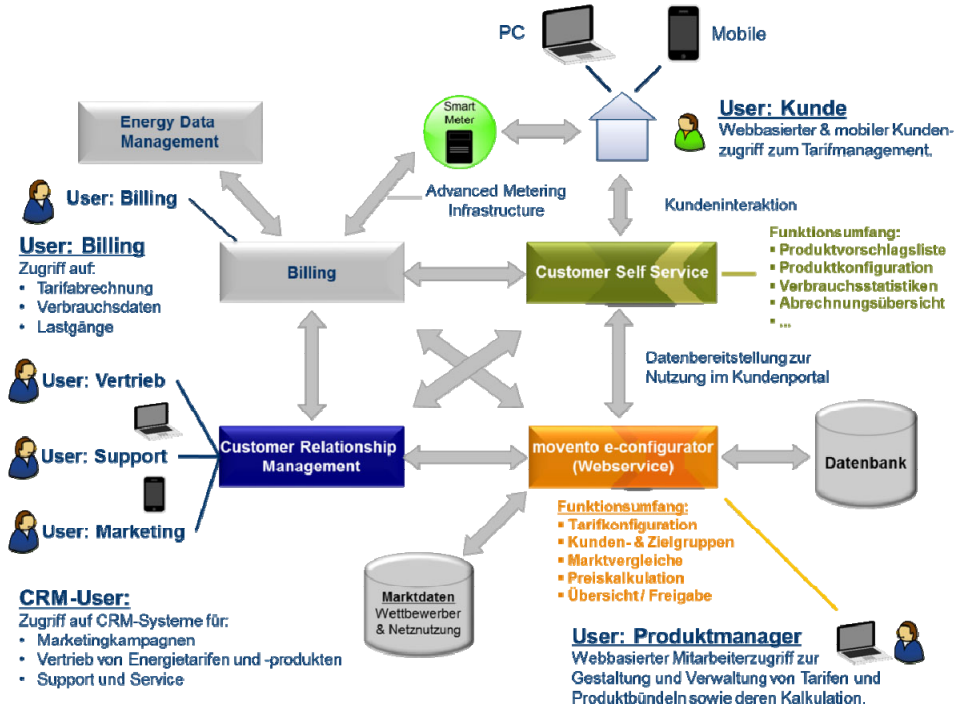 PC
Mobile
Smart
Meter
Energy Data
Management
User: Kunde
Webbasierter & mobiler Kunden-
zugriff zum Tarifmanagement.
User: Billing
Advanced Metering
Infrastructure
Kundeninteraktion
User: Billing
Zugriff auf:
• Tarifabrechnung
• Verbrauchsdaten
• Lastgänge
Billing
Customer Self Service
Funktionsumfang:
▪ Produktvorschlagsliste
▪ Produktkonfiguration
▪ Verbrauchsstatistiken
▪ Abrechnungsübersicht
▪ ...
Datenbereitstellung zur
Nutzung im Kundenportal
User: Vertrieb
User: Support
User: Marketing
Customer Relationship
Management
movento e-configurator
(Webservice)
Datenbank
Funktionsumfang:
▪ Tarifkonfiguration
▪ Kunden- & Zielgruppen
▪ Marktvergleiche
▪ Preiskalkulation
▪ Übersicht / Freigabe
Marktdaten
Wettbewerber
& Netznutzung
CRM-User:
Zugriff auf CRM-Systeme für:
• Marketingkampagnen
• Vertrieb von Energietarifen und -produkten
• Support und Service
User: Produktmanager
Webbasierter Mitarbeiterzugriff zur
Gestaltung und Verwaltung von Tarifen und
Produktbündeln sowie deren Kalkulation.